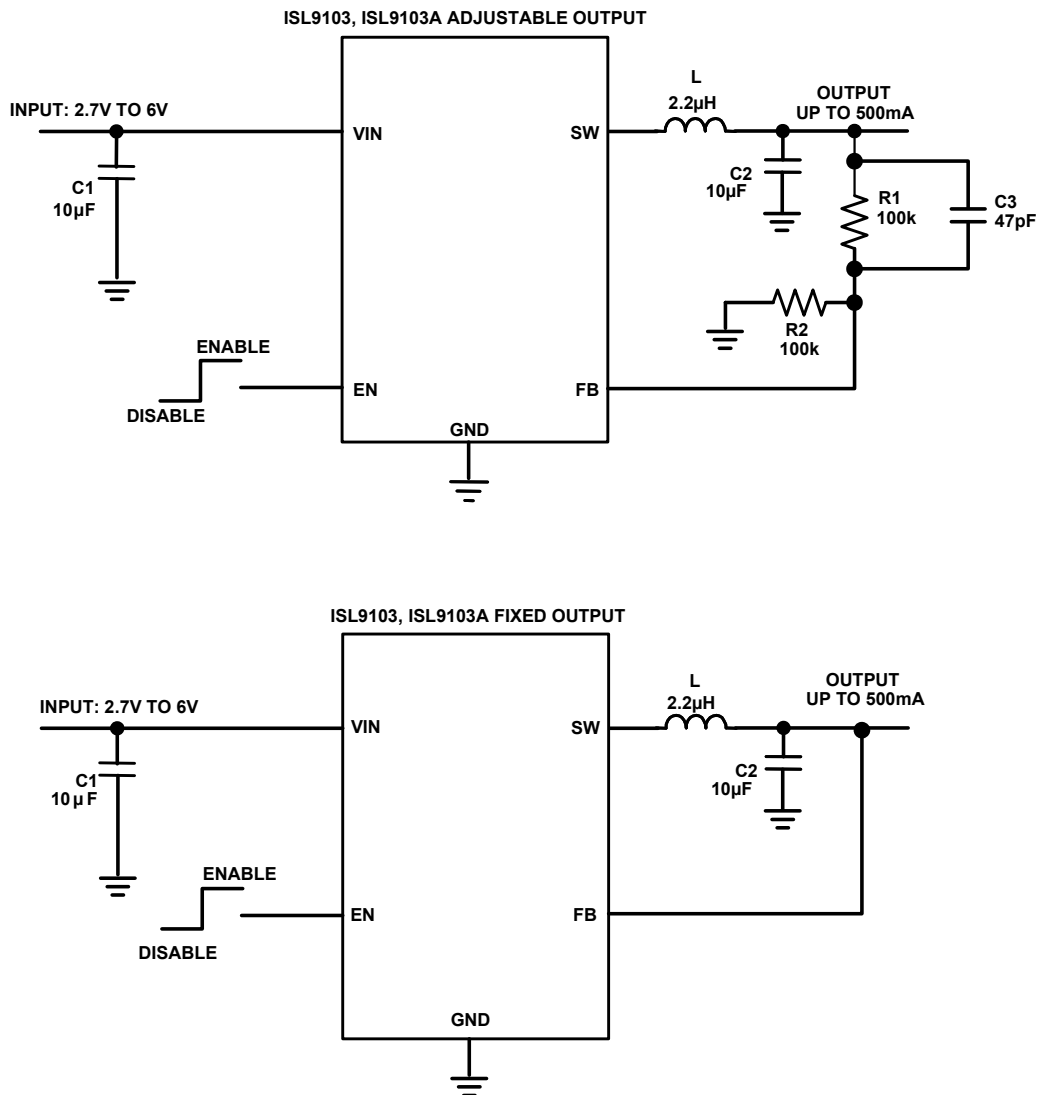 ISL9103, ISL9103A ADJUSTABLE OUTPUT
INPUT: 2.7V TO 6V
VIN
SW
L
2.2µH
OUTPUT
UP TO 500mA
C1
10µF
C2
10µF
R1
100k
C3
47pF
R2
100k
ENABLE
DISABLE
EN
FB
GND
ISL9103, ISL9103A FIXED OUTPUT
INPUT: 2.7V TO 6V
VIN
SW
L
2.2µH
OUTPUT
UP TO 500mA
C1
10µF
C2
10µF
ENABLE
DISABLE
EN
FB
GND